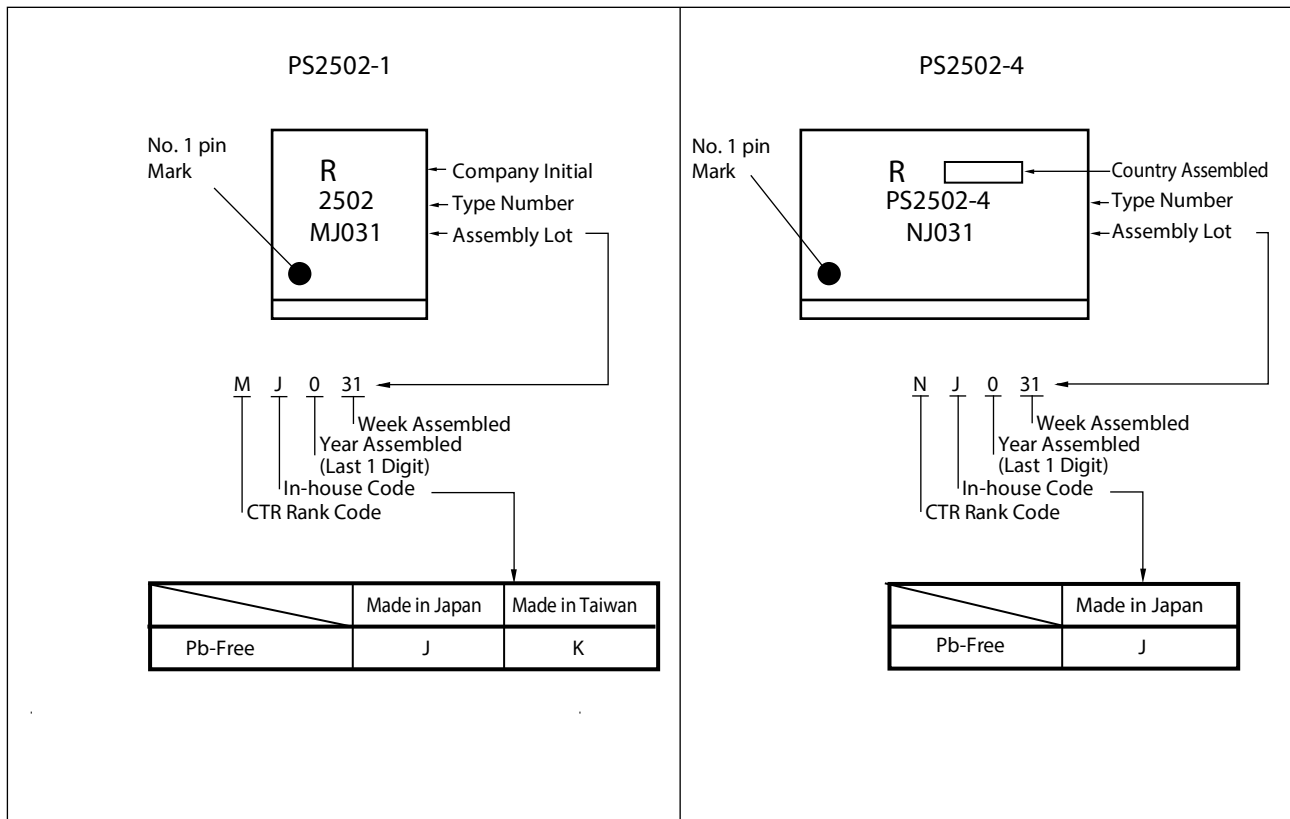 PS2502-1
No. 1 pin
Mark
R
2502
MJ031
Company Initial
Type Number
Assembly Lot
M J 0 31
Week Assembled
Year Assembled
(Last 1 Digit)
In-house Code
CTR Rank Code
Made in Japan Made in Taiwan
Pb-Free J K
PS2502-4
No. 1 pin
Mark
R
PS2502-4
NJ031
Country Assembled
Type Number
Assembly Lot
N J 0 31
Week Assembled
Year Assembled
(Last 1 Digit)
In-house Code
CTR Rank Code
Made in Japan
Pb-Free J